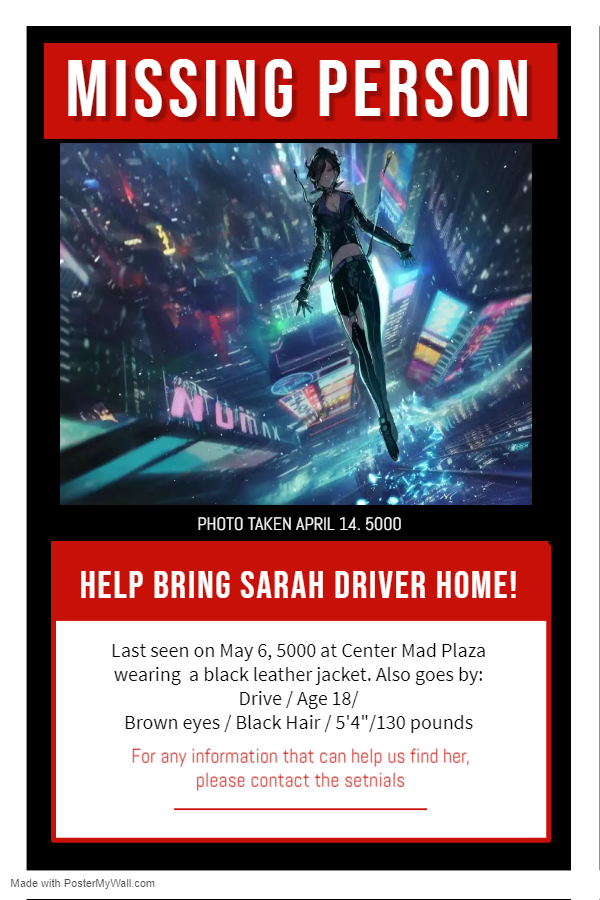 MISSING PERSON
NUMAX
PHOTO TAKEN APRIL 14. 5000
HELP BRING SARAH DRIVER HOME!
Last seen on May 6, 5000 at Center Mad Plaza
wearing  a black leather jacket. Also goes by:
Drive / Age 18/
Brown eyes / Black Hair / 5'4"/130 pounds
For any information that can help us find her,
please contact the setnials
Made with PosterMyWall.com